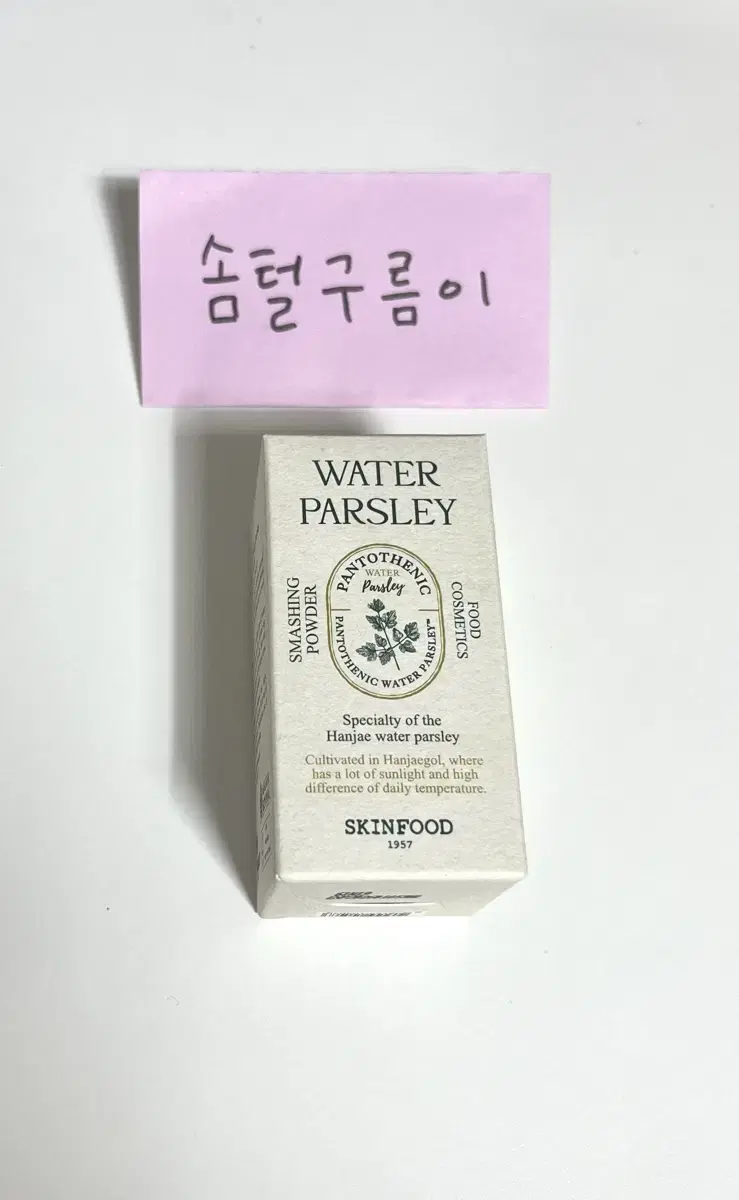 솜털구름이
WATER
PARSLEY
PANTOTHENIC
WATER
Parsley
PANTOTHENIC WATER PARSLEY™
SMASHING
POWDER
FOOD
COSMETICS
Specialty of the
Hanjae water parsley
Cultivated in Hanjaegol, where
has a lot of sunlight and high
difference of daily temperature.
SKINFOOD
1957